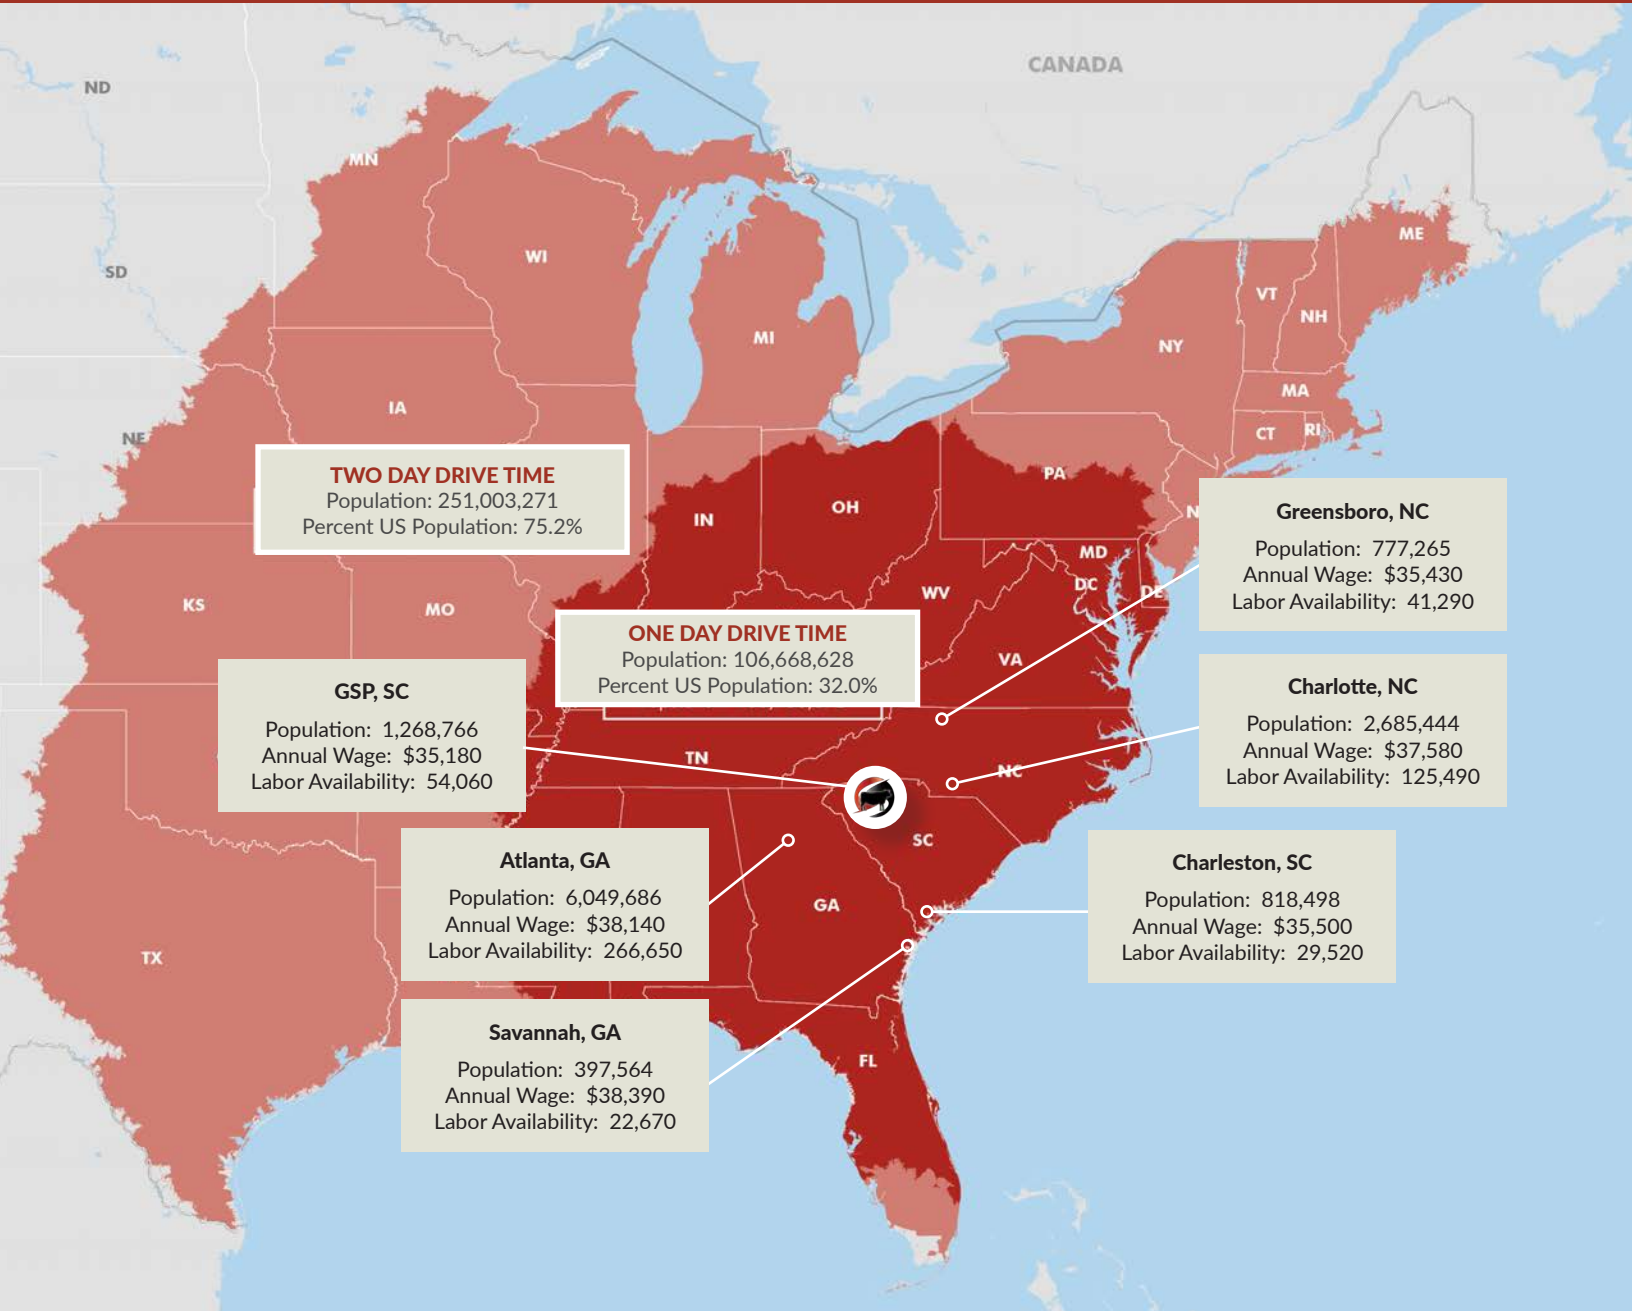 CANADA
ND
MN
SD
WI
ME
VT
NH
MI
NY
MA
IA
CT
RI
NE
TWO DAY DRIVE TIME
Population: 251,003,271
Percent US Population: 75.2%
PA
IN
OH
N
Greensboro, NC
Population: 777,265
Annual Wage: $35,430
Labor Availability: 41,290
MD
DC
DE
WV
KS
MO
ONE DAY DRIVE TIME
Population: 106,668,628
Percent US Population: 32.0%
VA
GSP, SC
Population: 1,268,766
Annual Wage: $35,180
Labor Availability: 54,060
Charlotte, NC
Population: 2,685,444
Annual Wage: $37,580
Labor Availability: 125,490
TN
NC
SC
Atlanta, GA
Population: 6,049,686
Annual Wage: $38,140
Labor Availability: 266,650
GA
Charleston, SC
Population: 818,498
Annual Wage: $35,500
Labor Availability: 29,520
TX
Savannah, GA
Population: 397,564
Annual Wage: $38,390
Labor Availability: 22,670
FL